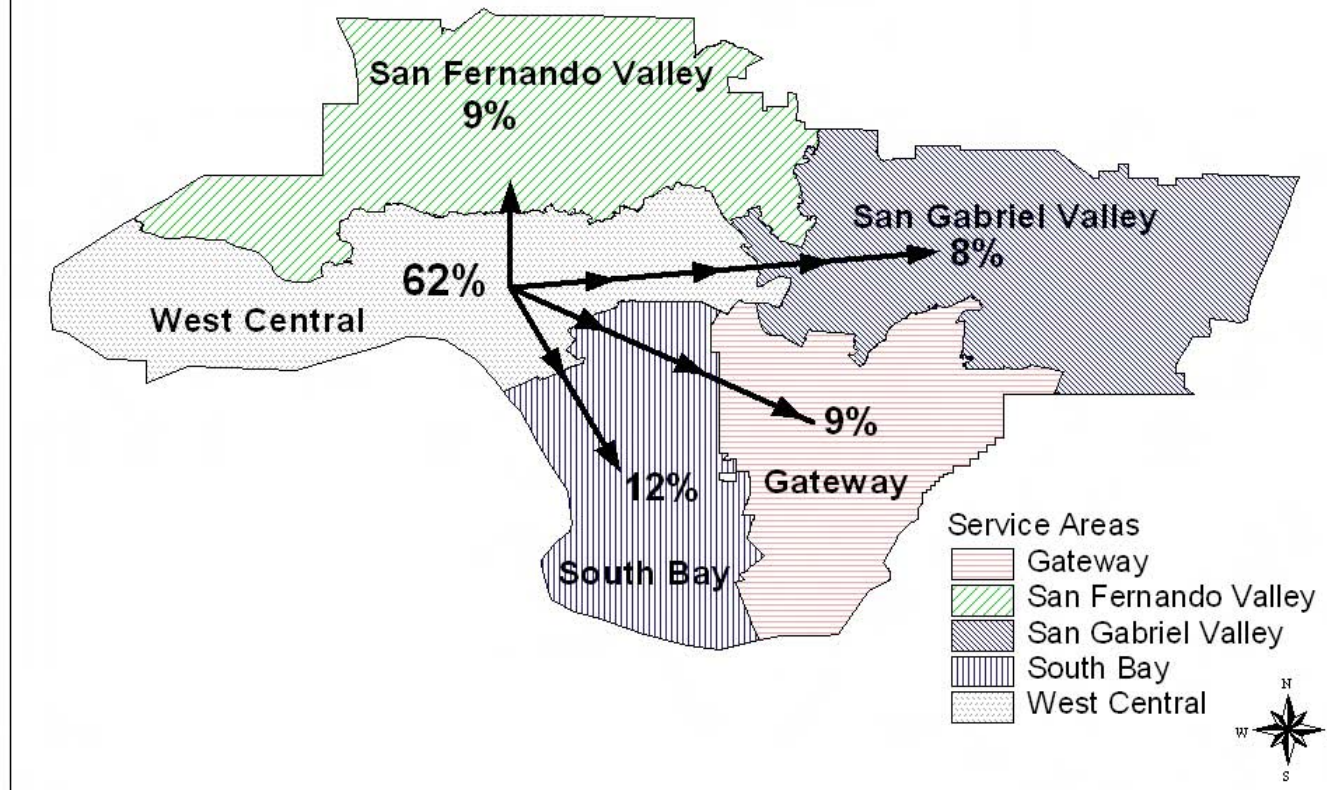 San Fernando Valley
9%
San Gabriel Valley
8%
62%
West Central
9%
Gateway
12%
South Bay
Service Areas
Gateway
San Fernando Valley
San Gabriel Valley
South Bay
West Central
N
W
S